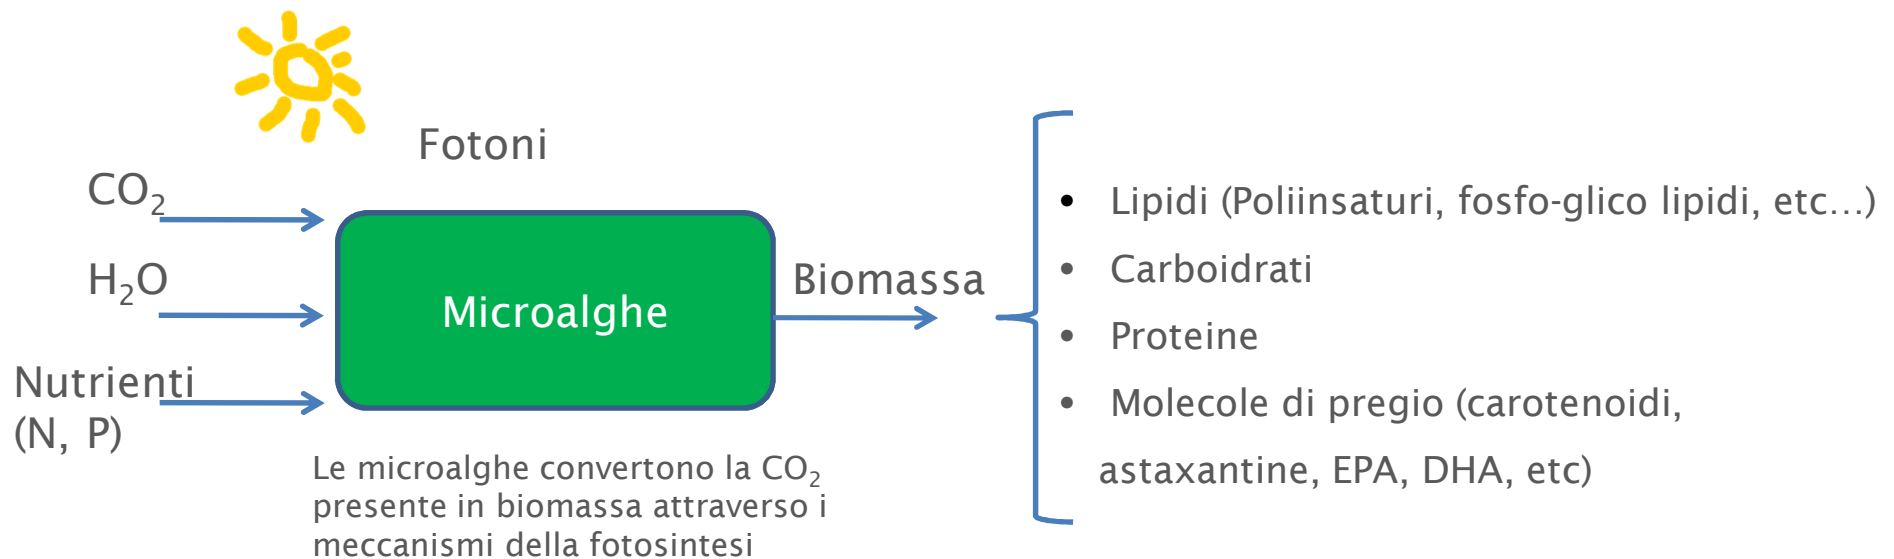 Fotoni
CO₂
H₂O
Nutrienti
(N, P)
Microalghe
Biomassa
Le microalghe convertono la CO₂
presente in biomassa attraverso i
meccanismi della fotosintesi
• Lipidi (Poliinsaturi, fosfo-glico lipidi, etc...)
• Carboidrati
• Proteine
• Molecole di pregio (carotenoidi,
astaxantine, EPA, DHA, etc)